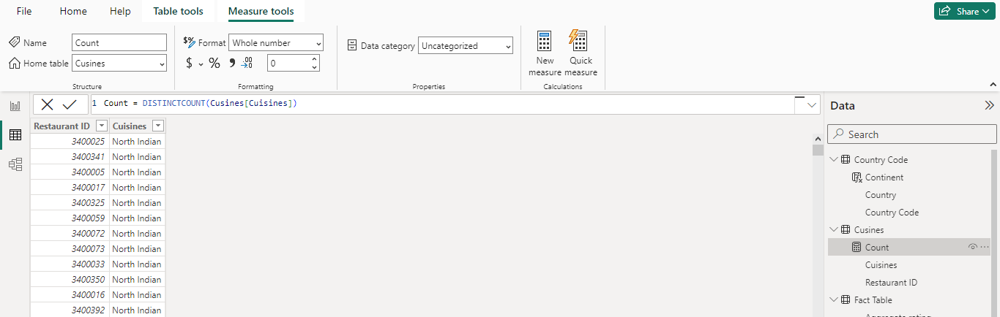 File Home Help Table tools Measure tools Share
Name Count $% Format Whole number Data category Uncategorized
Home table Cusines $ % 9 .00 →.0 0 New measure Quick measure
Structure Formatting Properties Calculations
1 Count = DISTINCTCOUNT(Cusines[Cuisines])
Data
Restaurant ID Cuisines
Search
3400025 North Indian
3400341 North Indian
3400005 North Indian
3400017 North Indian
3400325 North Indian
3400059 North Indian
3400072 North Indian
3400073 North Indian
3400033 North Indian
3400350 North Indian
3400016 North Indian
3400392 North Indian
Country Code
Continent
Country
Country Code
Cusines
Count
Cuisines
Restaurant ID
Fact Table